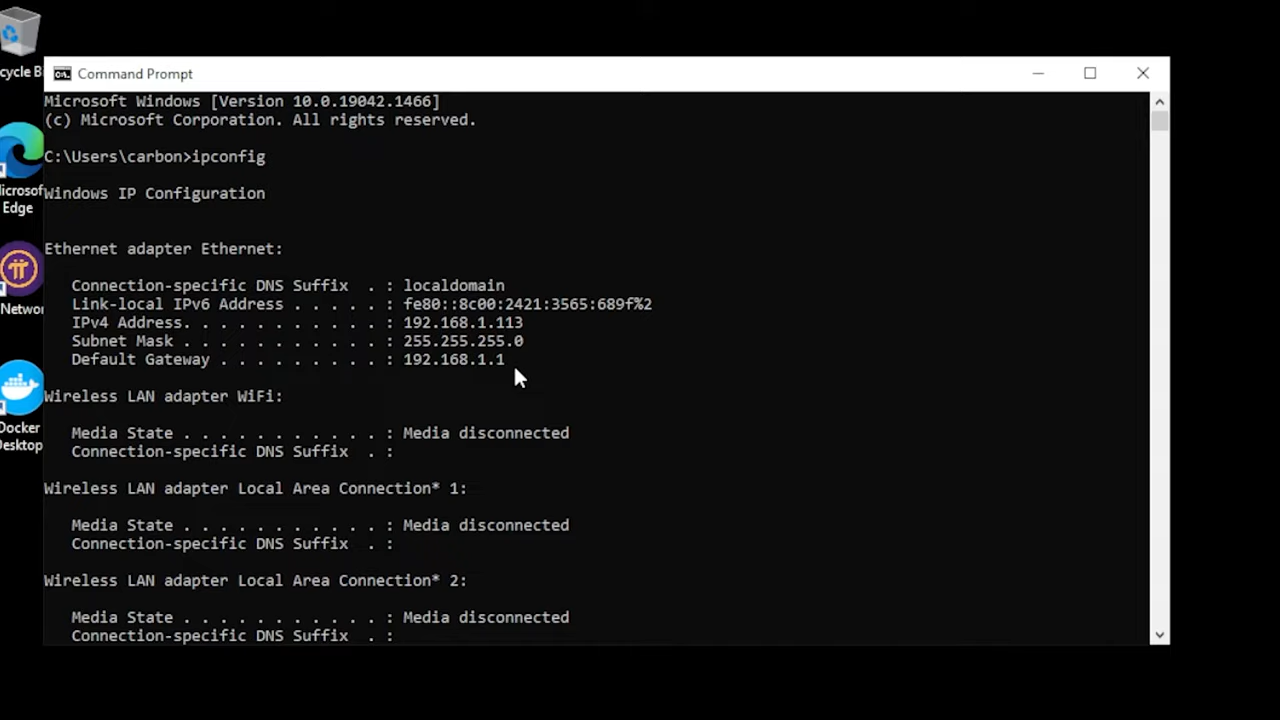 Command Prompt
Microsoft Windows [Version 10.0.19042.1466]
(c) Microsoft Corporation. All rights reserved.
C:\Users\carbon>ipconfig
Windows IP Configuration
Ethernet adapter Ethernet:
Connection-specific DNS Suffix . : localdomain
Link-local IPv6 Address . . . . . : fe80::8c00:2421:3565:689f%2
IPv4 Address. . . . . . . . . . . : 192.168.1.113
Subnet Mask . . . . . . . . . . . : 255.255.255.0
Default Gateway . . . . . . . . . : 192.168.1.1
Wireless LAN adapter WiFi:
Media State . . . . . . . . . . . : Media disconnected
Connection-specific DNS Suffix . :
Wireless LAN adapter Local Area Connection* 1:
Media State . . . . . . . . . . . : Media disconnected
Connection-specific DNS Suffix . :
Wireless LAN adapter Local Area Connection* 2:
Media State . . . . . . . . . . . : Media disconnected
Connection-specific DNS Suffix . :
cycle B
icrosof
Edge
Networ
Docker
Desktop